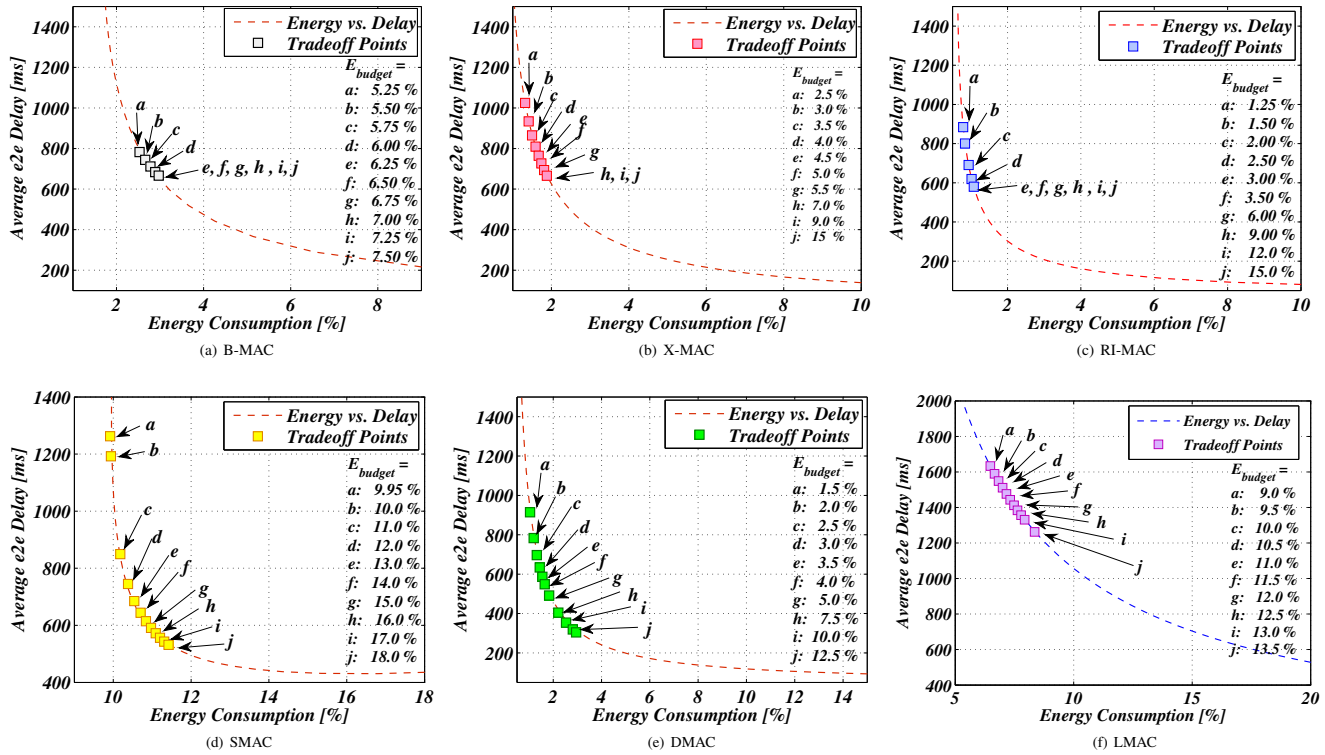 1400
1200
1000
800
600
400
200
2
4
6
8
Average e2e Delay [ms]
Energy Consumption [%]
Energy vs. Delay
Tradeoff Points
a
b
c
d
e, f, g, h , i, j
E budget =
a: 5.25 %
b: 5.50 %
c: 5.75 %
d: 6.00 %
e: 6.25 %
f: 6.50 %
g: 6.75 %
h: 7.00 %
i: 7.25 %
j: 7.50 %
(a) B-MAC
1400
1200
1000
800
600
400
200
2
4
6
8
10
Average e2e Delay [ms]
Energy Consumption [%]
Energy vs. Delay
Tradeoff Points
a
b
c
d
e
f
g
h, i, j
E budget =
a: 2.5 %
b: 3.0 %
c: 3.5 %
d: 4.0 %
e: 4.5 %
f: 5.0 %
g: 5.5 %
h: 7.0 %
i: 9.0 %
j: 15 %
(b) X-MAC
1400
1200
1000
800
600
400
200
2
4
6
8
10
Average e2e Delay [ms]
Energy Consumption [%]
Energy vs. Delay
Tradeoff Points
a
b
c
d
e, f, g, h , i, j
E budget =
a: 1.25 %
b: 1.50 %
c: 2.00 %
d: 2.50 %
e: 3.00 %
f: 3.50 %
g: 6.00 %
h: 9.00 %
i: 12.0 %
j: 15.0 %
(c) RI-MAC
1400
1200
1000
800
600
400
10
12
14
16
18
Average e2e Delay [ms]
Energy Consumption [%]
Energy vs. Delay
Tradeoff Points
a
b
c
d
e
f
g
h
i
j
E budget =
a: 9.95 %
b: 10.0 %
c: 11.0 %
d: 12.0 %
e: 13.0 %
f: 14.0 %
g: 15.0 %
h: 16.0 %
i: 17.0 %
j: 18.0 %
(d) SMAC
1400
1200
1000
800
600
400
200
2
4
6
8
10
12
14
Average e2e Delay [ms]
Energy Consumption [%]
Energy vs. Delay
Tradeoff Points
a
b
c
d
e
f
g
h
i
j
E budget =
a: 1.5 %
b: 2.0 %
c: 2.5 %
d: 3.0 %
e: 3.5 %
f: 4.0 %
g: 5.0 %
h: 7.5 %
i: 10.0 %
j: 12.5 %
(e) DMAC
2000
1800
1600
1400
1200
1000
800
600
400
5
10
15
20
Average e2e Delay [ms]
Energy Consumption [%]
Energy vs. Delay
Tradeoff Points
a
b
c
d
e
f
g
h
i
j
E budget =
a: 9.0 %
b: 9.5 %
c: 10.0 %
d: 10.5 %
e: 11.0 %
f: 11.5 %
g: 12.0 %
h: 12.5 %
i: 13.0 %
j: 13.5 %
(f) LMAC